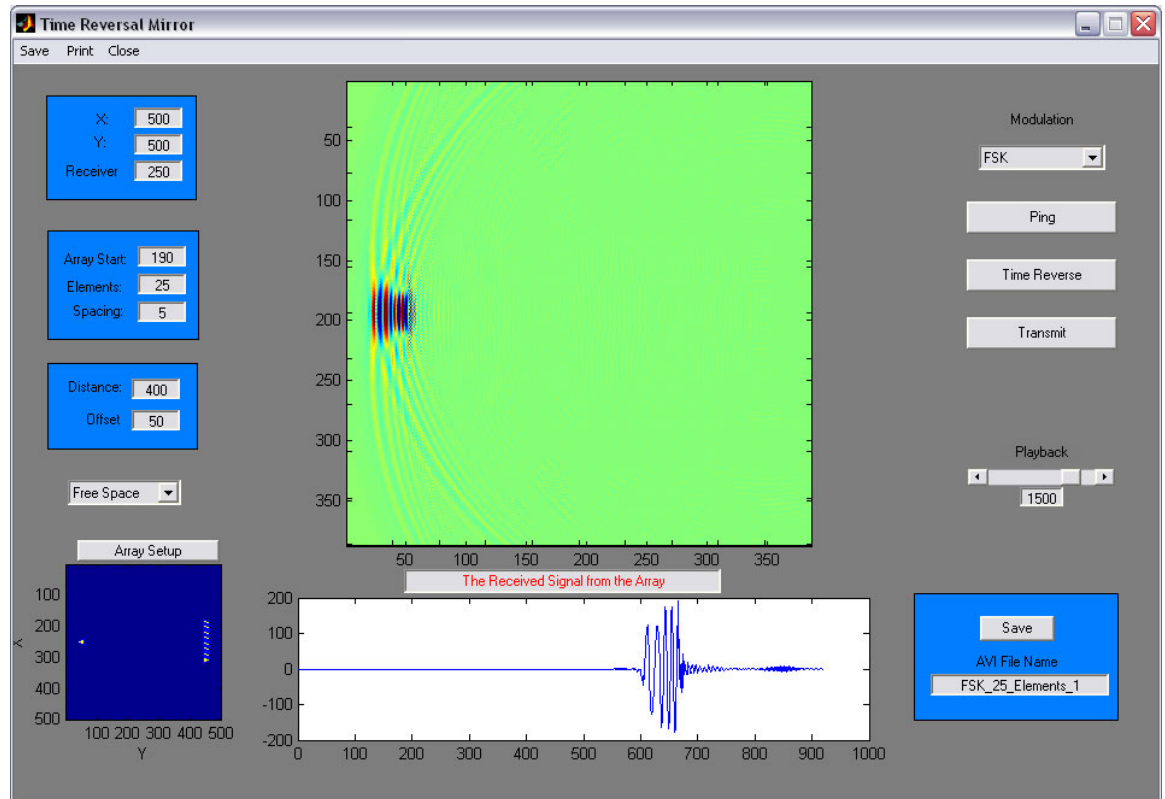 Time Reversal Mirror
Save Print Close
X: 500
Y: 500
Receiver 250
Array Start: 190
Elements: 25
Spacing: 5
Distance: 400
Offset 50
Free Space
Array Setup
100
200
300
400
500
X
100 200 300 400 500
Y
50
100
150
200
250
300
350
50 100 150 200 250 300 350
The Received Signal from the Array
200
100
0
-100
-200
0 100 200 300 400 500 600 700 800 900 1000
Modulation
FSK
Ping
Time Reverse
Transmit
Playback
1500
Save
AVI File Name
FSK_25_Elements_1